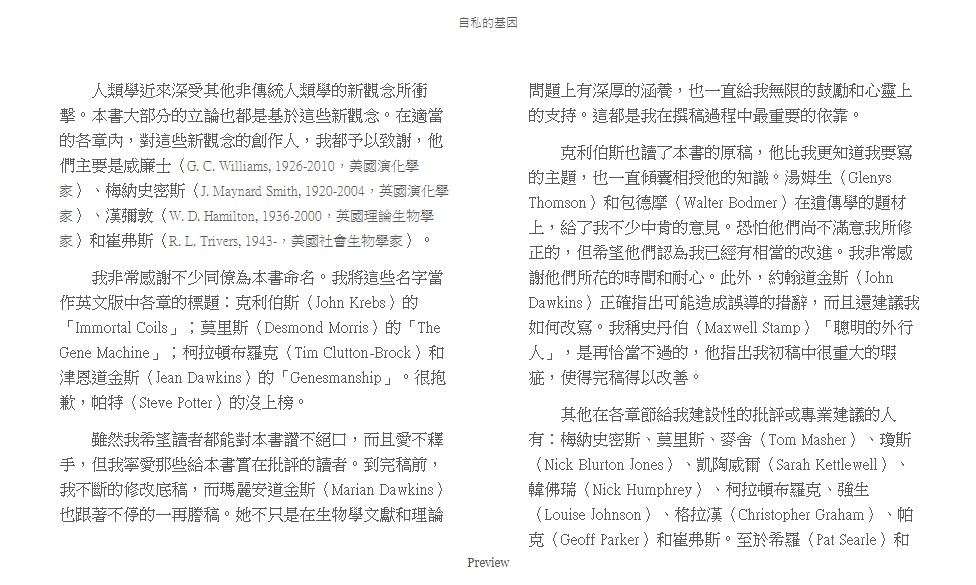 自私的基因
人類學近來深受其他非傳統人類學的新觀念所衝
擊。本書大部分的立論也都是基於這些新觀念。在適當
的各章內，對這些新觀念的創作人，我都予以致謝，他
們主要是威廉士（G. C. Williams, 1926-2010，美國演化學
家）、梅納史密斯（J. Maynard Smith, 1920-2004，英國演化學
家）、漢彌敦（W. D. Hamilton, 1936-2000，英國理論生物學
家）和崔弗斯（R. L. Trivers, 1943-，美國社會生物學家）。
我非常感謝不少同僚為本書命名。我將這些名字當
作英文版中各章的標題：克利伯斯（John Krebs）的
「Immortal Coils」；莫里斯（Desmond Morris）的「The
Gene Machine」；柯拉頓布羅克（Tim Clutton-Brock）和
津恩道金斯（Jean Dawkins）的「Genesmanship」。很抱
歉，帕特（Steve Potter）的沒上榜。
雖然我希望讀者都能對本書讚不絕口，而且愛不釋
手，但我寧愛那些給本書實在批評的讀者。到完稿前，
我不斷的修改底稿，而瑪麗安道金斯（Marian Dawkins）
也跟著不停的一再謄稿。她不只是在生物學文獻和理論
問題上有深厚的涵養，也一直給我無限的鼓勵和心靈上
的支持。這都是我在撰稿過程中最重要的依靠。
克利伯斯也讀了本書的原稿，他比我更知道我要寫
的主題，也一直傾囊相授他的知識。湯姆生（Glenys
Thomson）和包德摩（Walter Bodmer）在遺傳學的題材
上，給了我不少中肯的意見。恐怕他們尚不滿意我所修
正的，但希望他們認為我已經有相當的改進。我非常感
謝他們所花的時間和耐心。此外，約翰道金斯（John
Dawkins）正確指出可能造成誤導的措辭，而且還建議我
如何改寫。我稱史丹伯（Maxwell Stamp）「聰明的外行
人」，是再恰當不過的，他指出我初稿中很重大的瑕
疵，使得完稿得以改善。
其他在各章節給我建設性的批評或專業建議的人
有：梅納史密斯、莫里斯、麥舍（Tom Masher）、瓊斯
（Nick Blurton Jones）、凱陶威爾（Sarah Kettlewell）、
韓佛瑞（Nick Humphrey）、柯拉頓布羅克、強生
（Louise Johnson）、格拉漢（Christopher Graham）、帕
克（Geoff Parker）和崔弗斯。至於希羅（Pat Searle）和
Preview